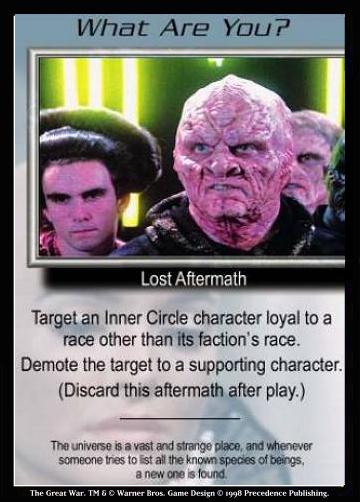 What Are You?
Lost Aftermath
Target an Inner Circle character loyal to a
race other than its faction's race.
Demote the target to a supporting character.
(Discard this aftermath after play.)
The universe is a vast and strange place, and whenever
someone tries to list all the known species of beings,
a new one is found.
The Great War. TM & © Warner Bros. Game Design © 1998 Precedence Publishing.